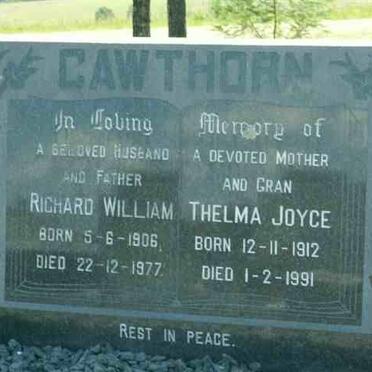 CAWTHORN
In Loving Memory of
A BELOVED HUSBAND
AND FATHER
RICHARD WILLIAM
BORN 5-6-1906,
DIED 22-12-1977.
A DEVOTED MOTHER
AND GRAN
THELMA JOYCE
BORN 12-11-1912
DIED 1-2-1991
REST IN PEACE.